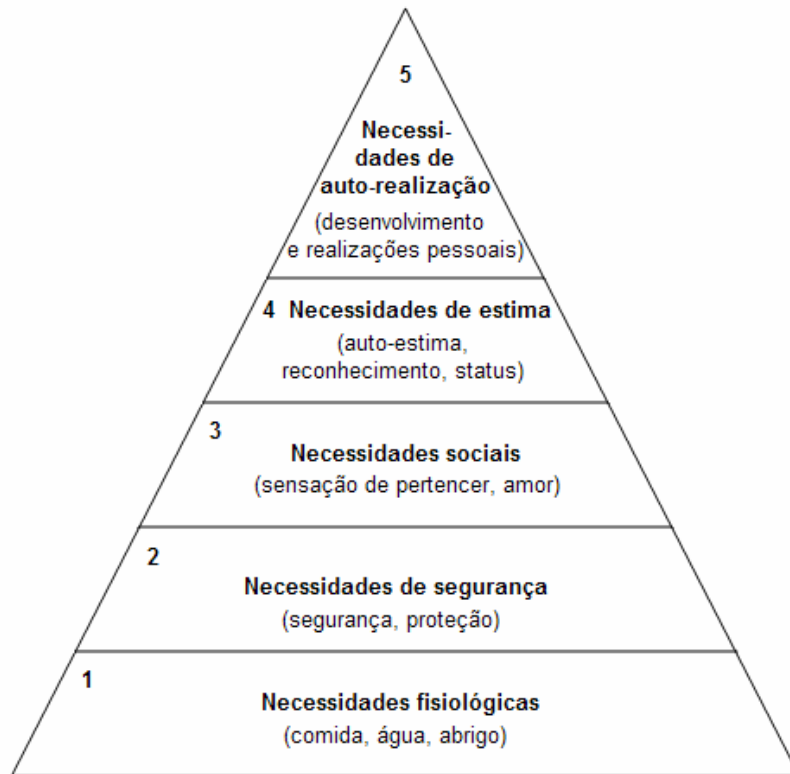 5
Necessi-
dades de
auto-realização
(desenvolvimento
e realizações pessoais)
4 Necessidades de estima
(auto-estima,
reconhecimento, status)
3
Necessidades sociais
(sensação de pertencer, amor)
2
Necessidades de segurança
(segurança, proteção)
1
Necessidades fisiológicas
(comida, água, abrigo)